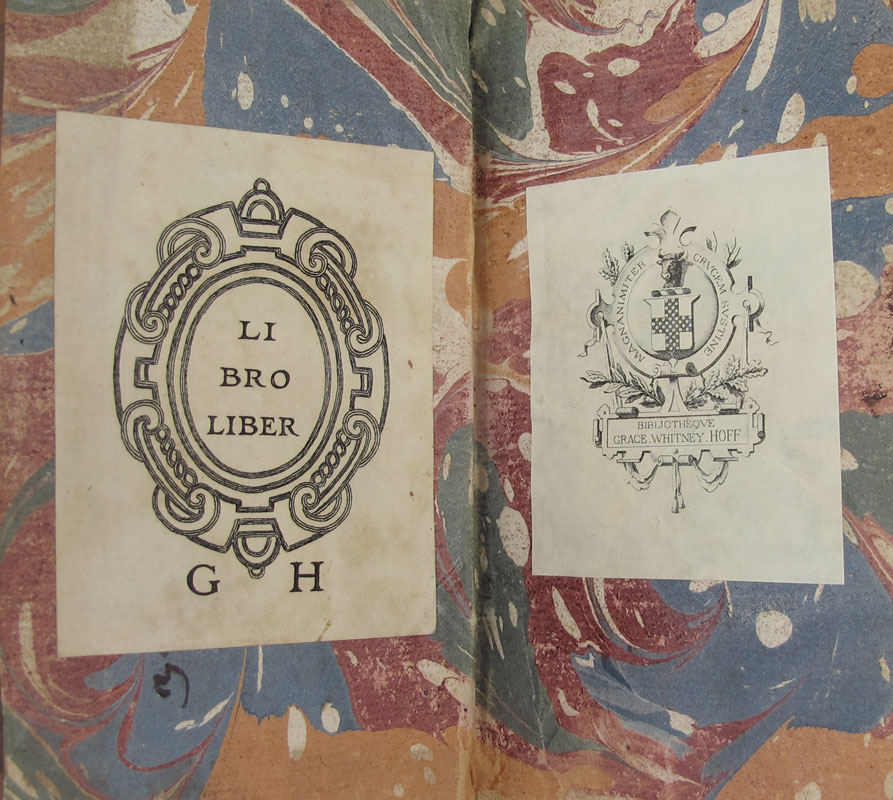 LI
BRO
LIBER
G H
MAGNANIMITER CRVCEM SVSTINE
BIBLIOTHEQVE
GRACE.WHITNEY.HOFF